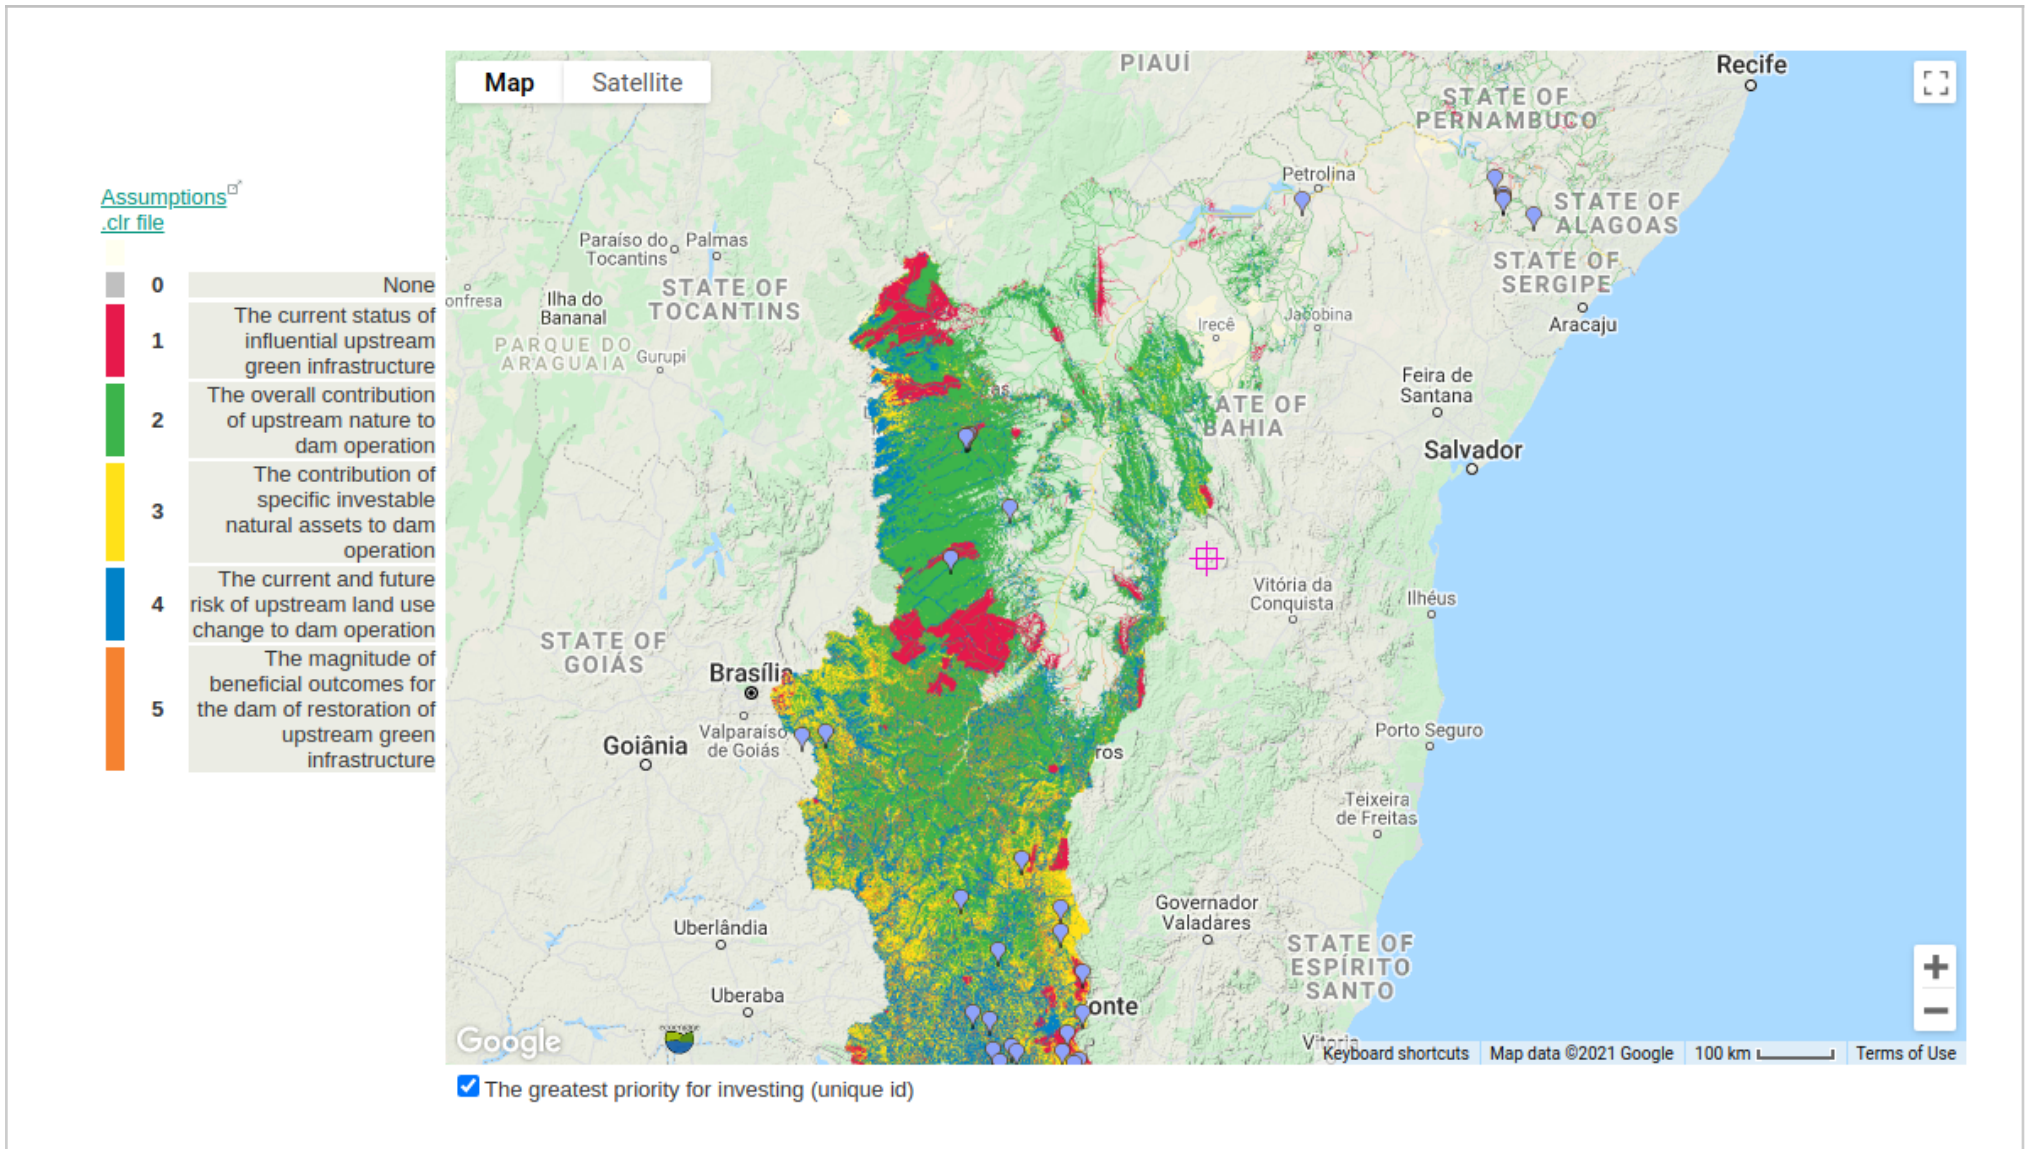 Map
Satellite
Assumptions
.clr file
0
None
1
The current status of
influential upstream
green infrastructure
2
The overall contribution
of upstream nature to
dam operation
3
The contribution of
specific investable
natural assets to dam
operation
4
The current and future
risk of upstream land use
change to dam operation
5
The magnitude of
beneficial outcomes for
the dam of restoration of
upstream green
infrastructure
PIAUÍ
Recife
STATE OF
PERNAMBUCO
Petrolina
STATE OF
ALAGOAS
Paraíso do
Tocantins
Palmas
STATE OF
SERGIPE
onfresa
Ilha do
Bananal
STATE OF
TOCANTINS
Irecê
Jacobina
Aracaju
PARQUE DO
ARAGUAIA
Gurupi
as
Feira de
Santana
TATE OF
BAHIA
Salvador
Vitória da
Conquista
Ilhéus
STATE OF
GOIÁS
Brasília
Valparaíso
de Goiás
Goiânia
ros
Porto Seguro
Teixeira
de Freitas
Governador
Valadares
Uberlândia
STATE OF
ESPÍRITO
SANTO
Uberaba
onte
Vitoria
Google
Keyboard shortcuts
Map data ©2021 Google
100 km
Terms of Use
The greatest priority for investing (unique id)